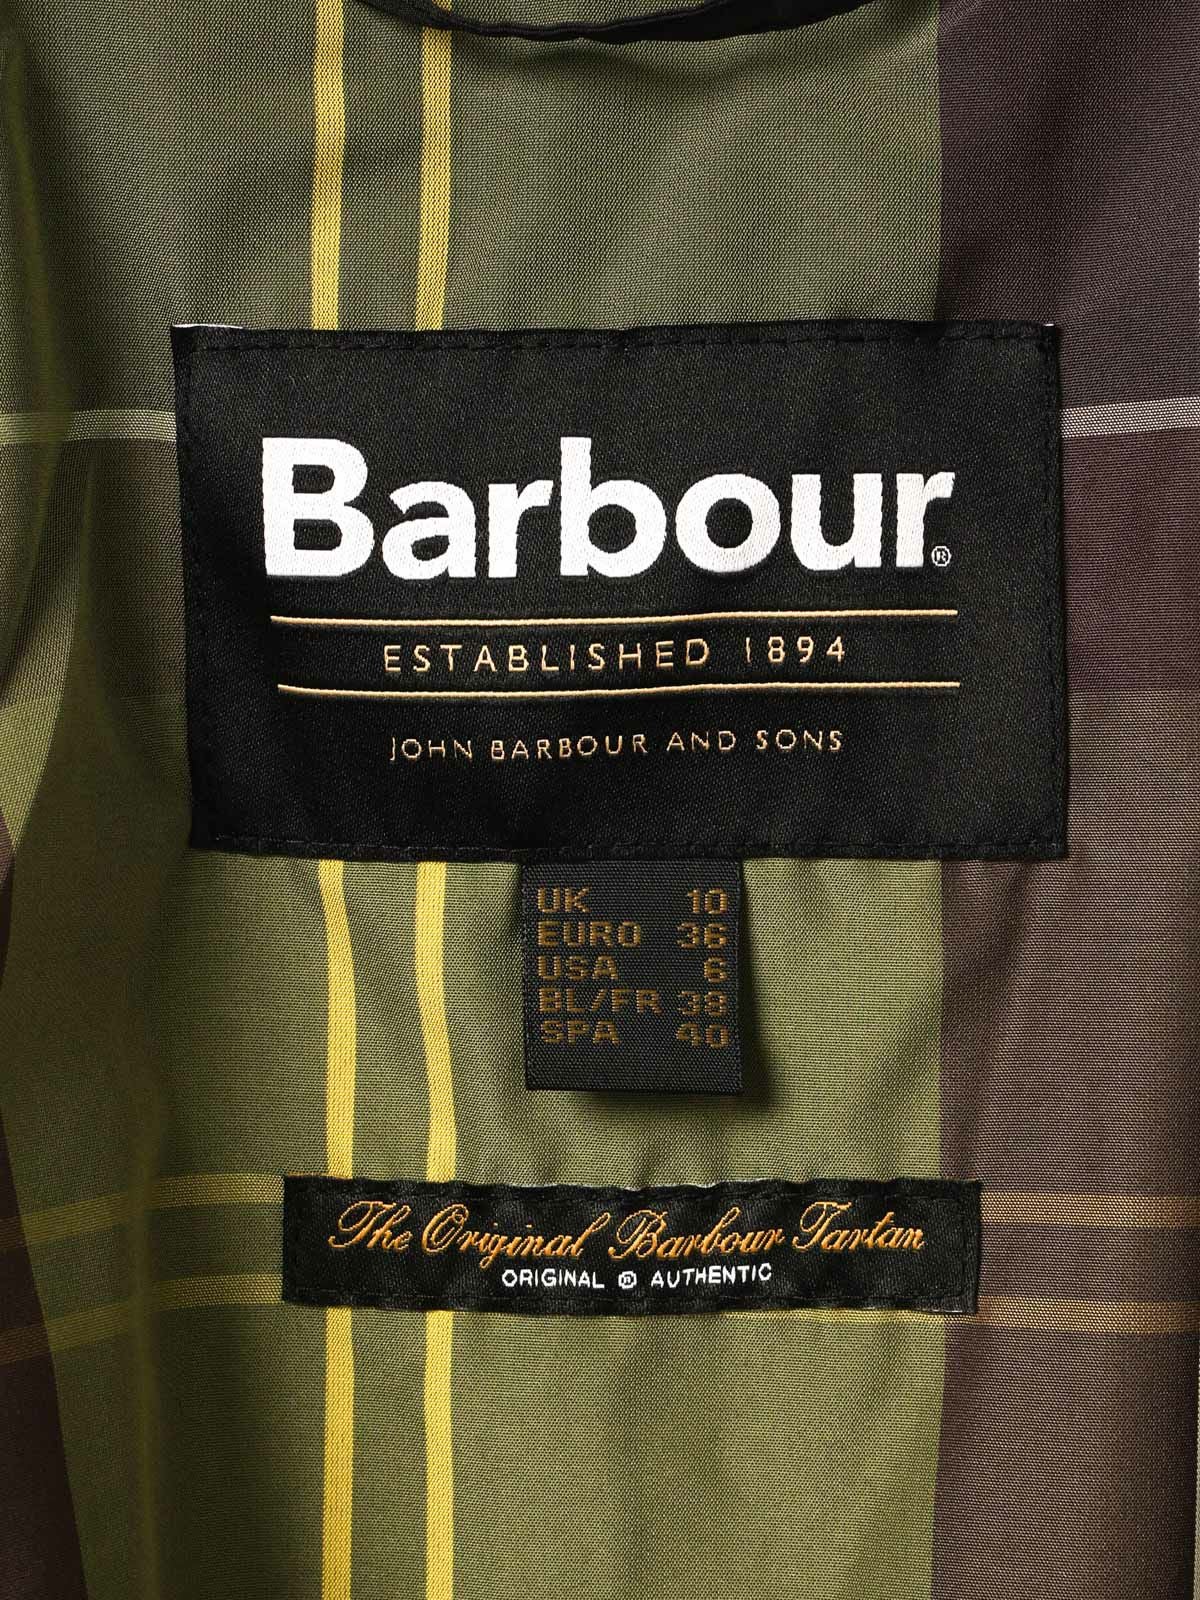 Barbour®
ESTABLISHED 1894
JOHN BARBOUR AND SONS
UK 10
EURO 36
USA 6
BL/FR 38
SPA 40
The Original Barbour Tartan
ORIGINAL ® AUTHENTIC